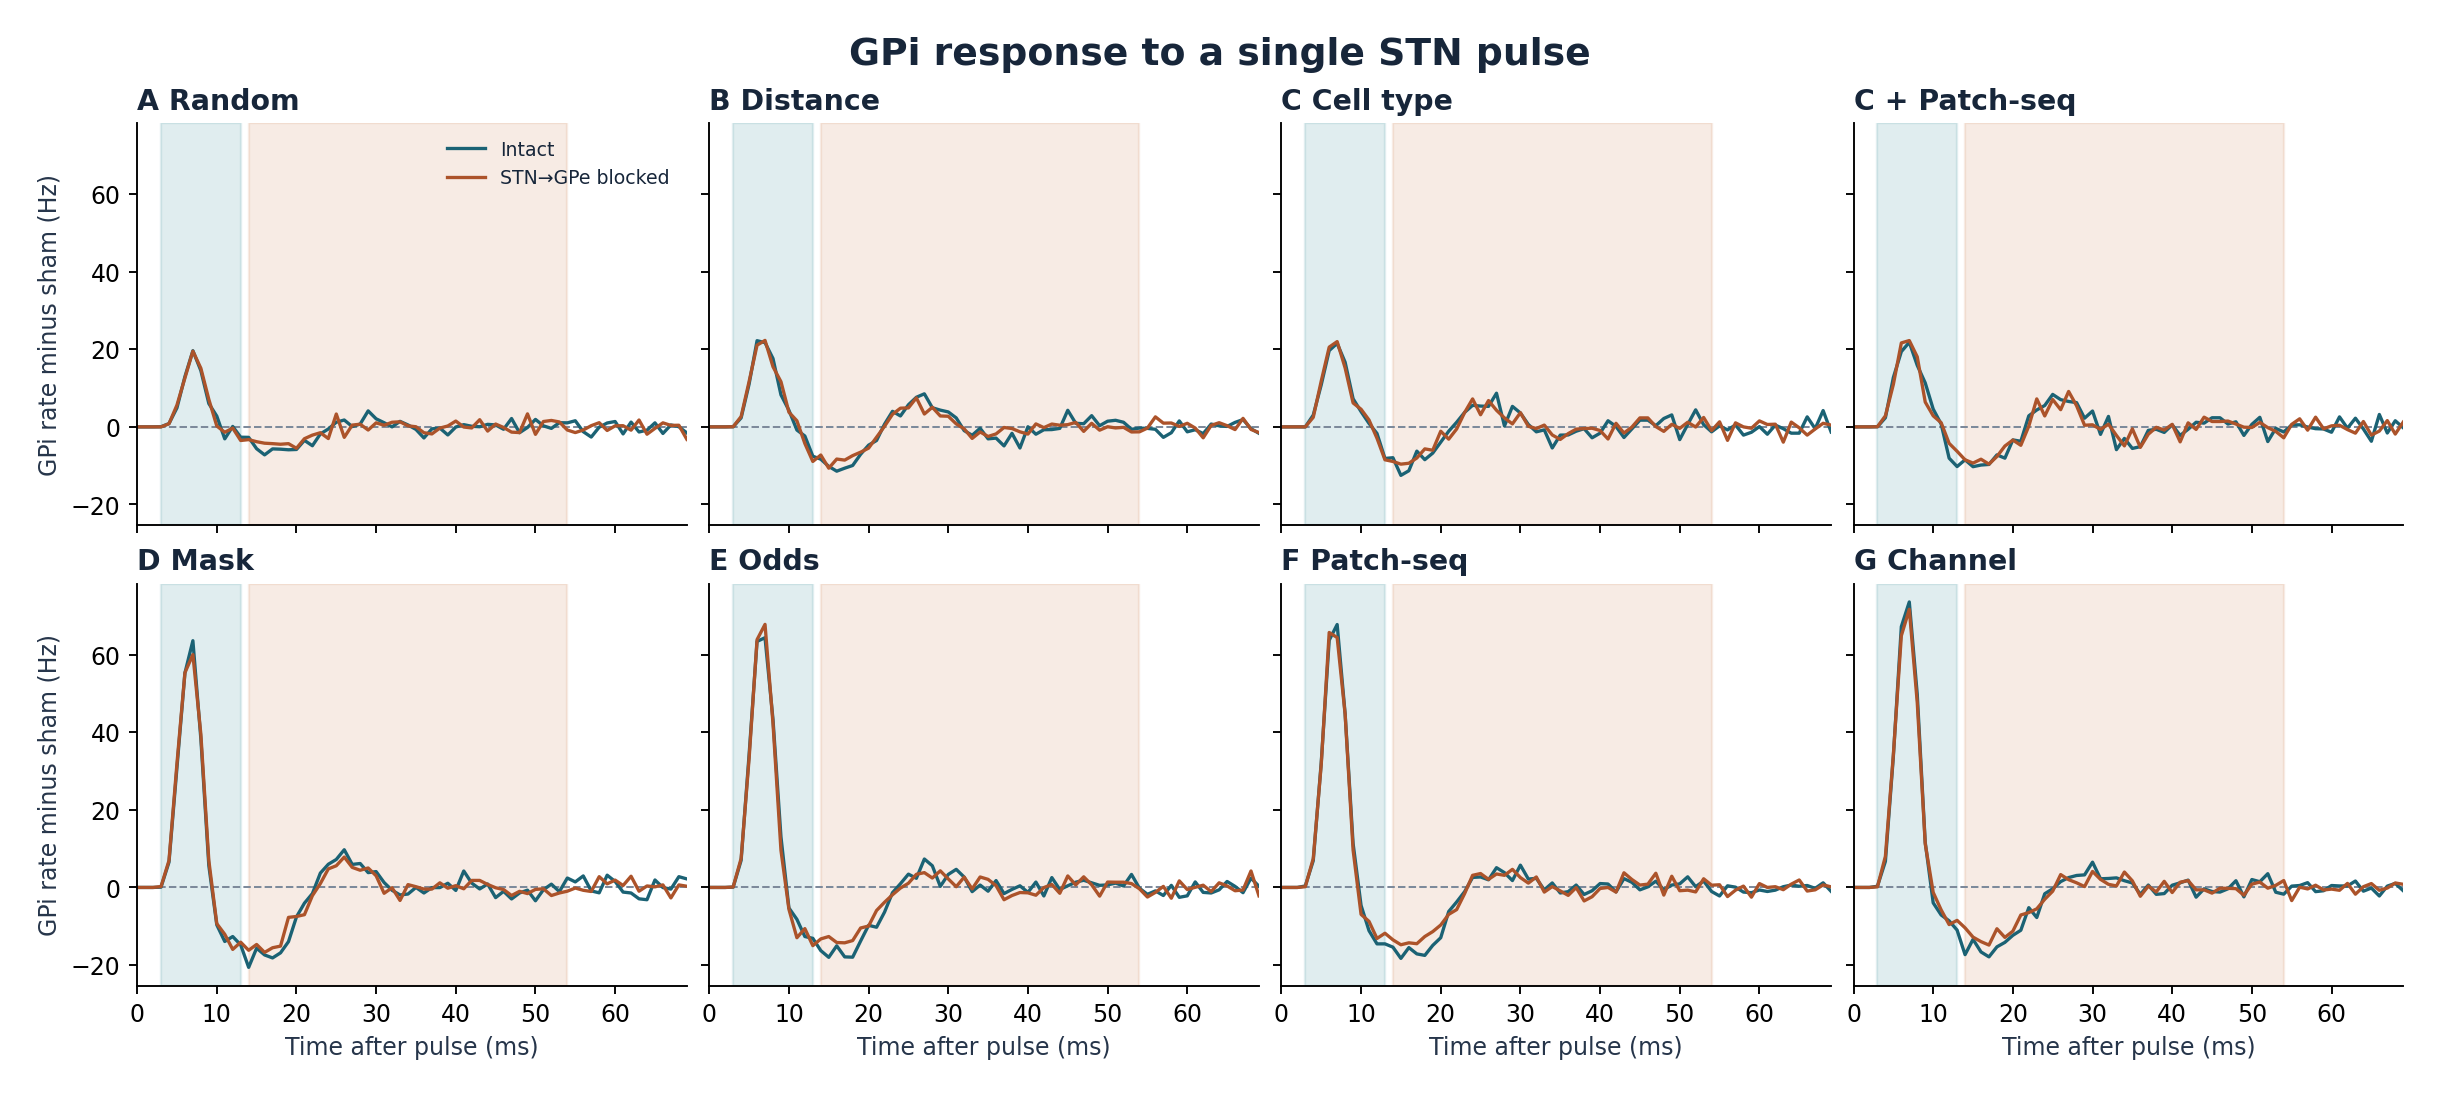 GPi response to a single STN pulse
A Random
B Distance
C Cell type
C + Patch-seq
Intact
STN→GPe blocked
GPi rate minus sham (Hz)
60
40
20
0
−20
D Mask
E Odds
F Patch-seq
G Channel
GPi rate minus sham (Hz)
60
40
20
0
−20
0 10 20 30 40 50 60
0 10 20 30 40 50 60
0 10 20 30 40 50 60
0 10 20 30 40 50 60
Time after pulse (ms)
Time after pulse (ms)
Time after pulse (ms)
Time after pulse (ms)